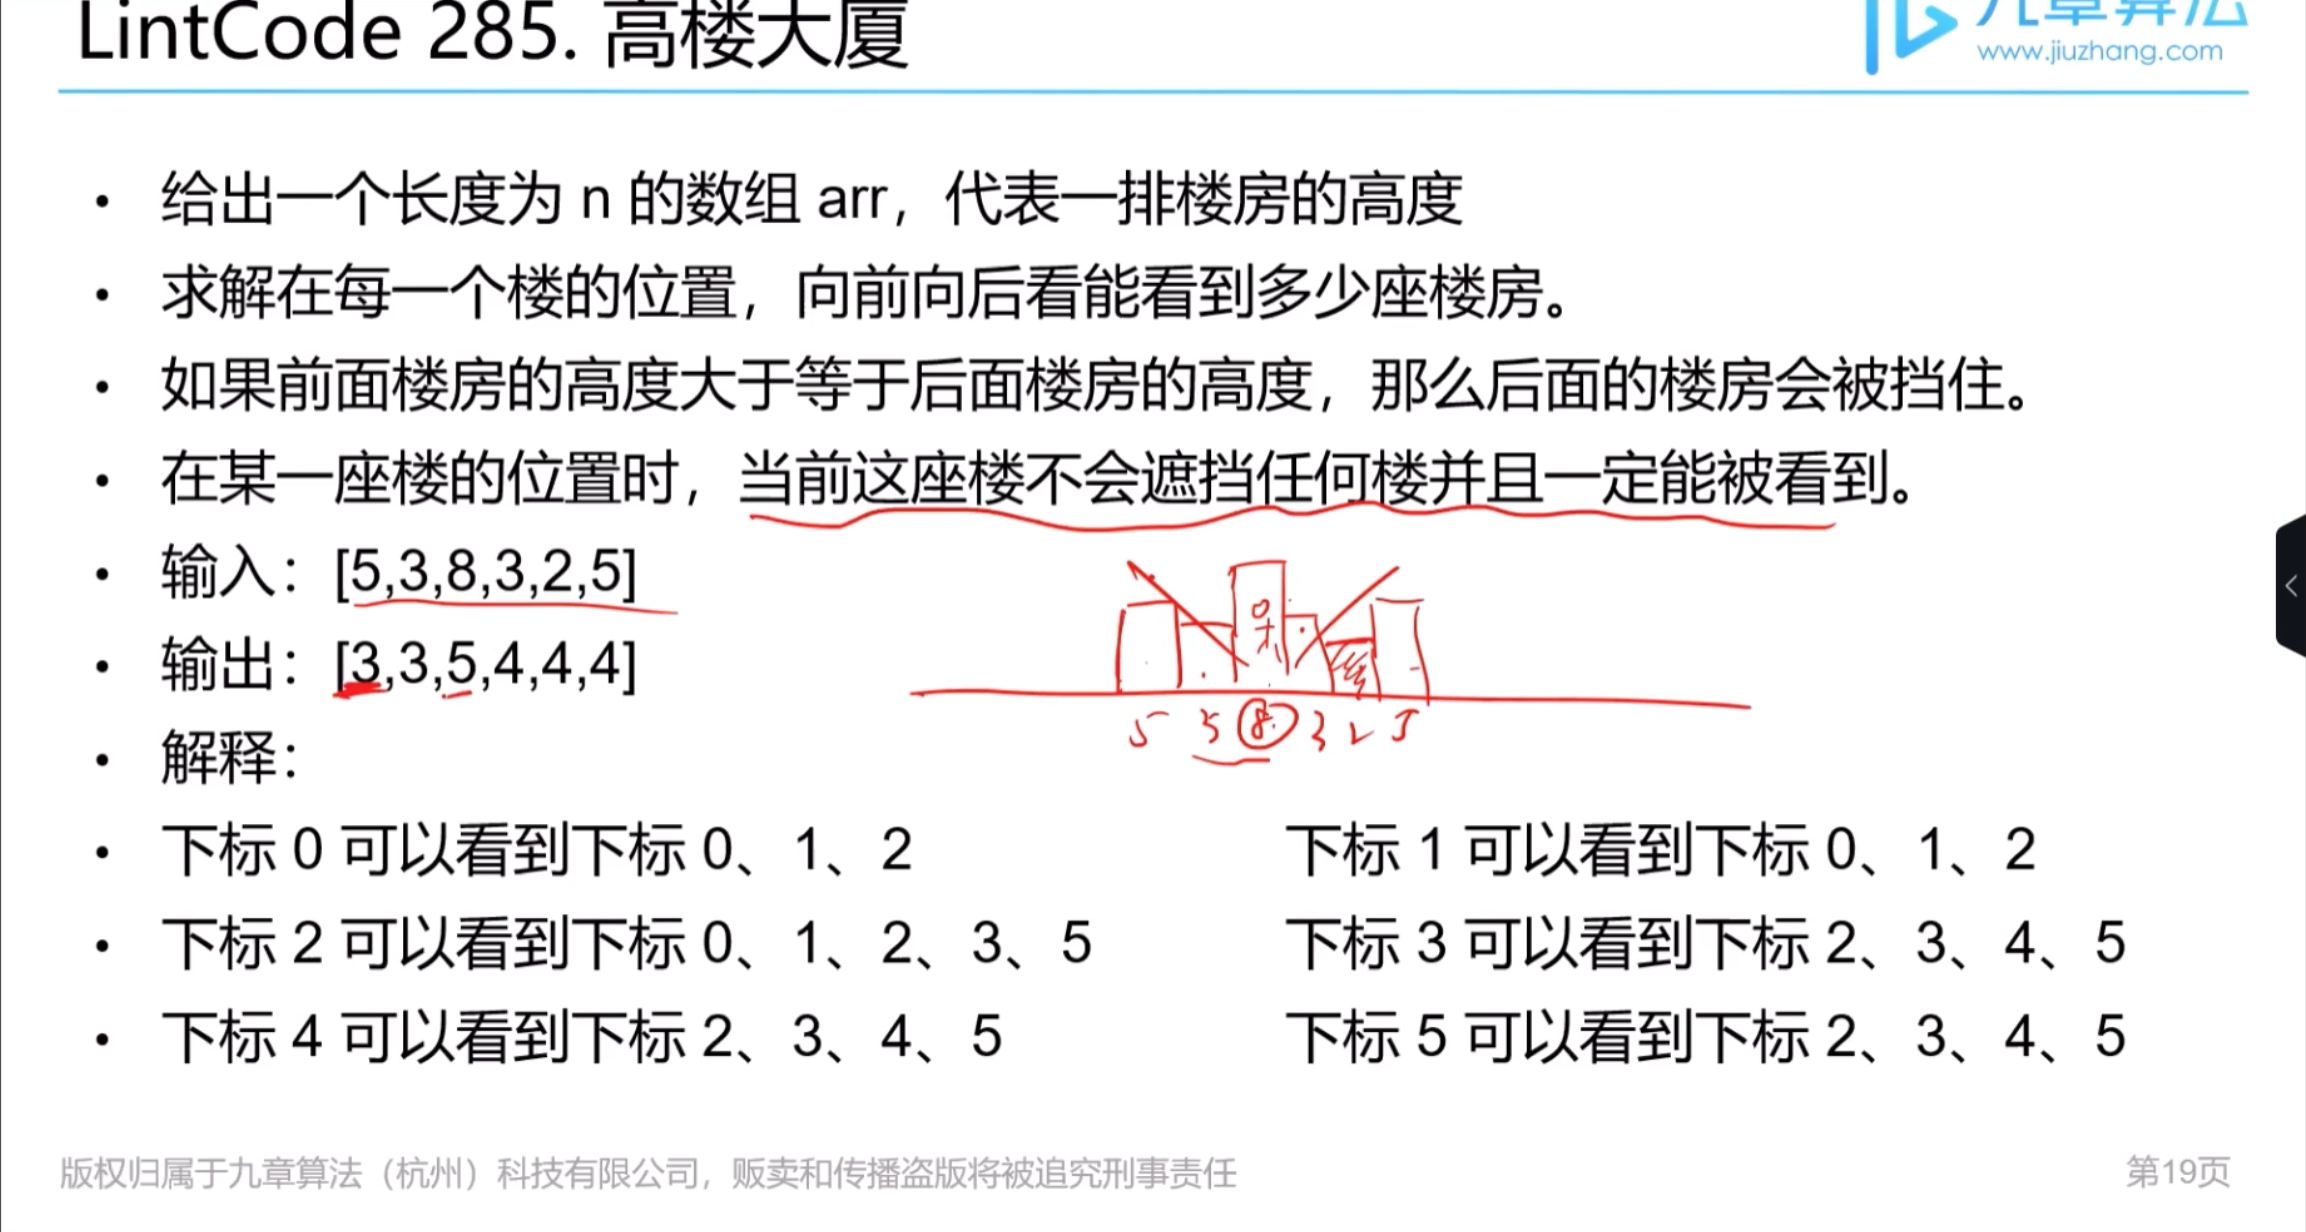 LintCode 285. 高楼大厦
九章算法
www.jiuzhang.com
• 给出一个长度为 n 的数组 arr，代表一排楼房的高度
• 求解在每一个楼的位置，向前向后看能看到多少座楼房。
• 如果前面楼房的高度大于等于后面楼房的高度，那么后面的楼房会被挡住。
• 在某一座楼的位置时，当前这座楼不会遮挡任何楼并且一定能被看到。
• 输入：[5,3,8,3,2,5]
• 输出：[3,3,5,4,4,4]
5 3 8 3 2 5
• 解释：
• 下标 0 可以看到下标 0、1、2 下标 1 可以看到下标 0、1、2
• 下标 2 可以看到下标 0、1、2、3、5 下标 3 可以看到下标 2、3、4、5
• 下标 4 可以看到下标 2、3、4、5 下标 5 可以看到下标 2、3、4、5
版权归属于九章算法（杭州）科技有限公司，贩卖和传播盗版将被追究刑事责任 第19页